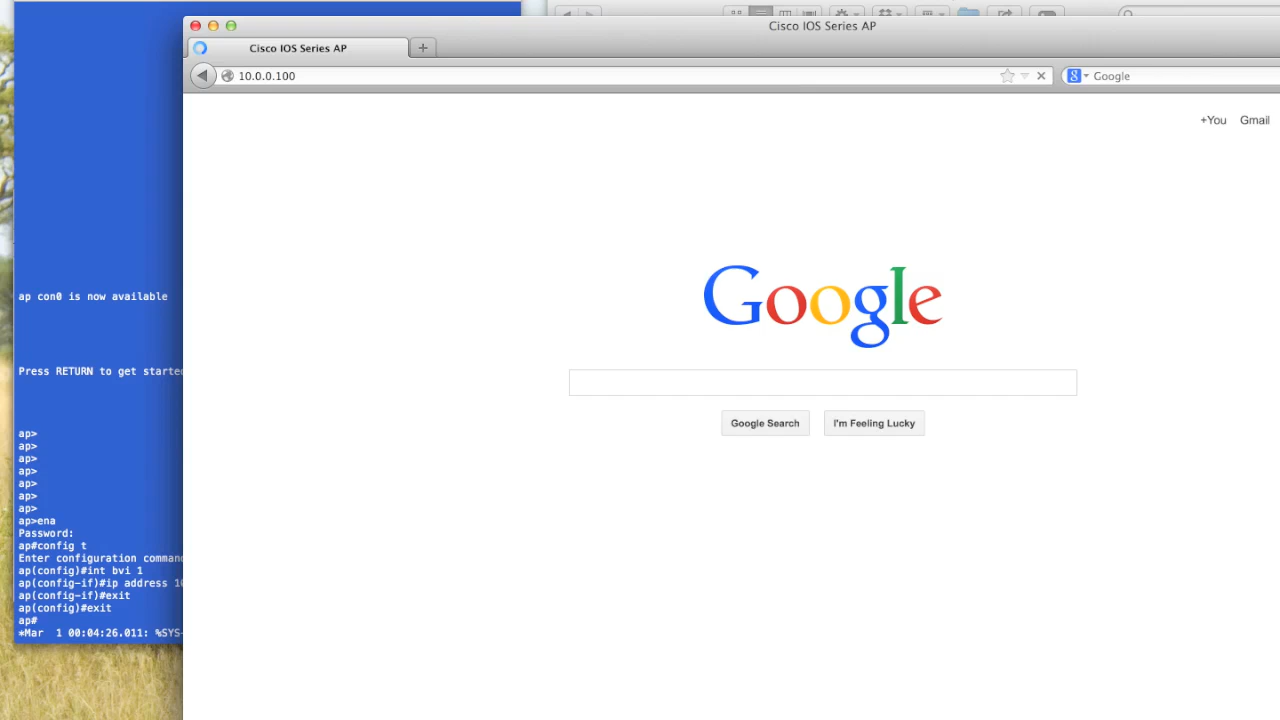 Cisco IOS Series AP
Cisco IOS Series AP
10.0.0.100
Google
+You Gmail
Google
Google Search I'm Feeling Lucky
ap con0 is now available
Press RETURN to get started
ap>
ap>
ap>
ap>
ap>
ap>
ap>
ap>ena
Password:
ap#config t
Enter configuration command
ap(config)#int bvi 1
ap(config-if)#ip address 10
ap(config-if)#exit
ap(config)#exit
ap#
*Mar 1 00:04:26.011: %SYS-